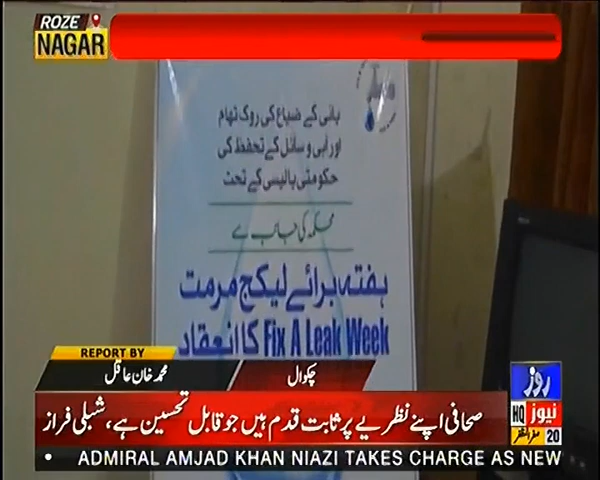 ROZE
NAGAR
پانی کے ضیاع کی روک تھام
اور آبی وسائل کے تحفظ کی
حکومتی پالیسی کے تحت
محکمہ کی جانب سے
ہفتہ برائے لیکج مرمت
Fix A Leak Week کا انعقاد
REPORT BY
محمد خان عاقل
چکوال
صحافی اپنے نظریے پر ثابت قدم ہیں جو قابل تحسین ہے، شبلی فراز
روز
HQ نیوز
20
• ADMIRAL AMJAD KHAN NIAZI TAKES CHARGE AS NEW